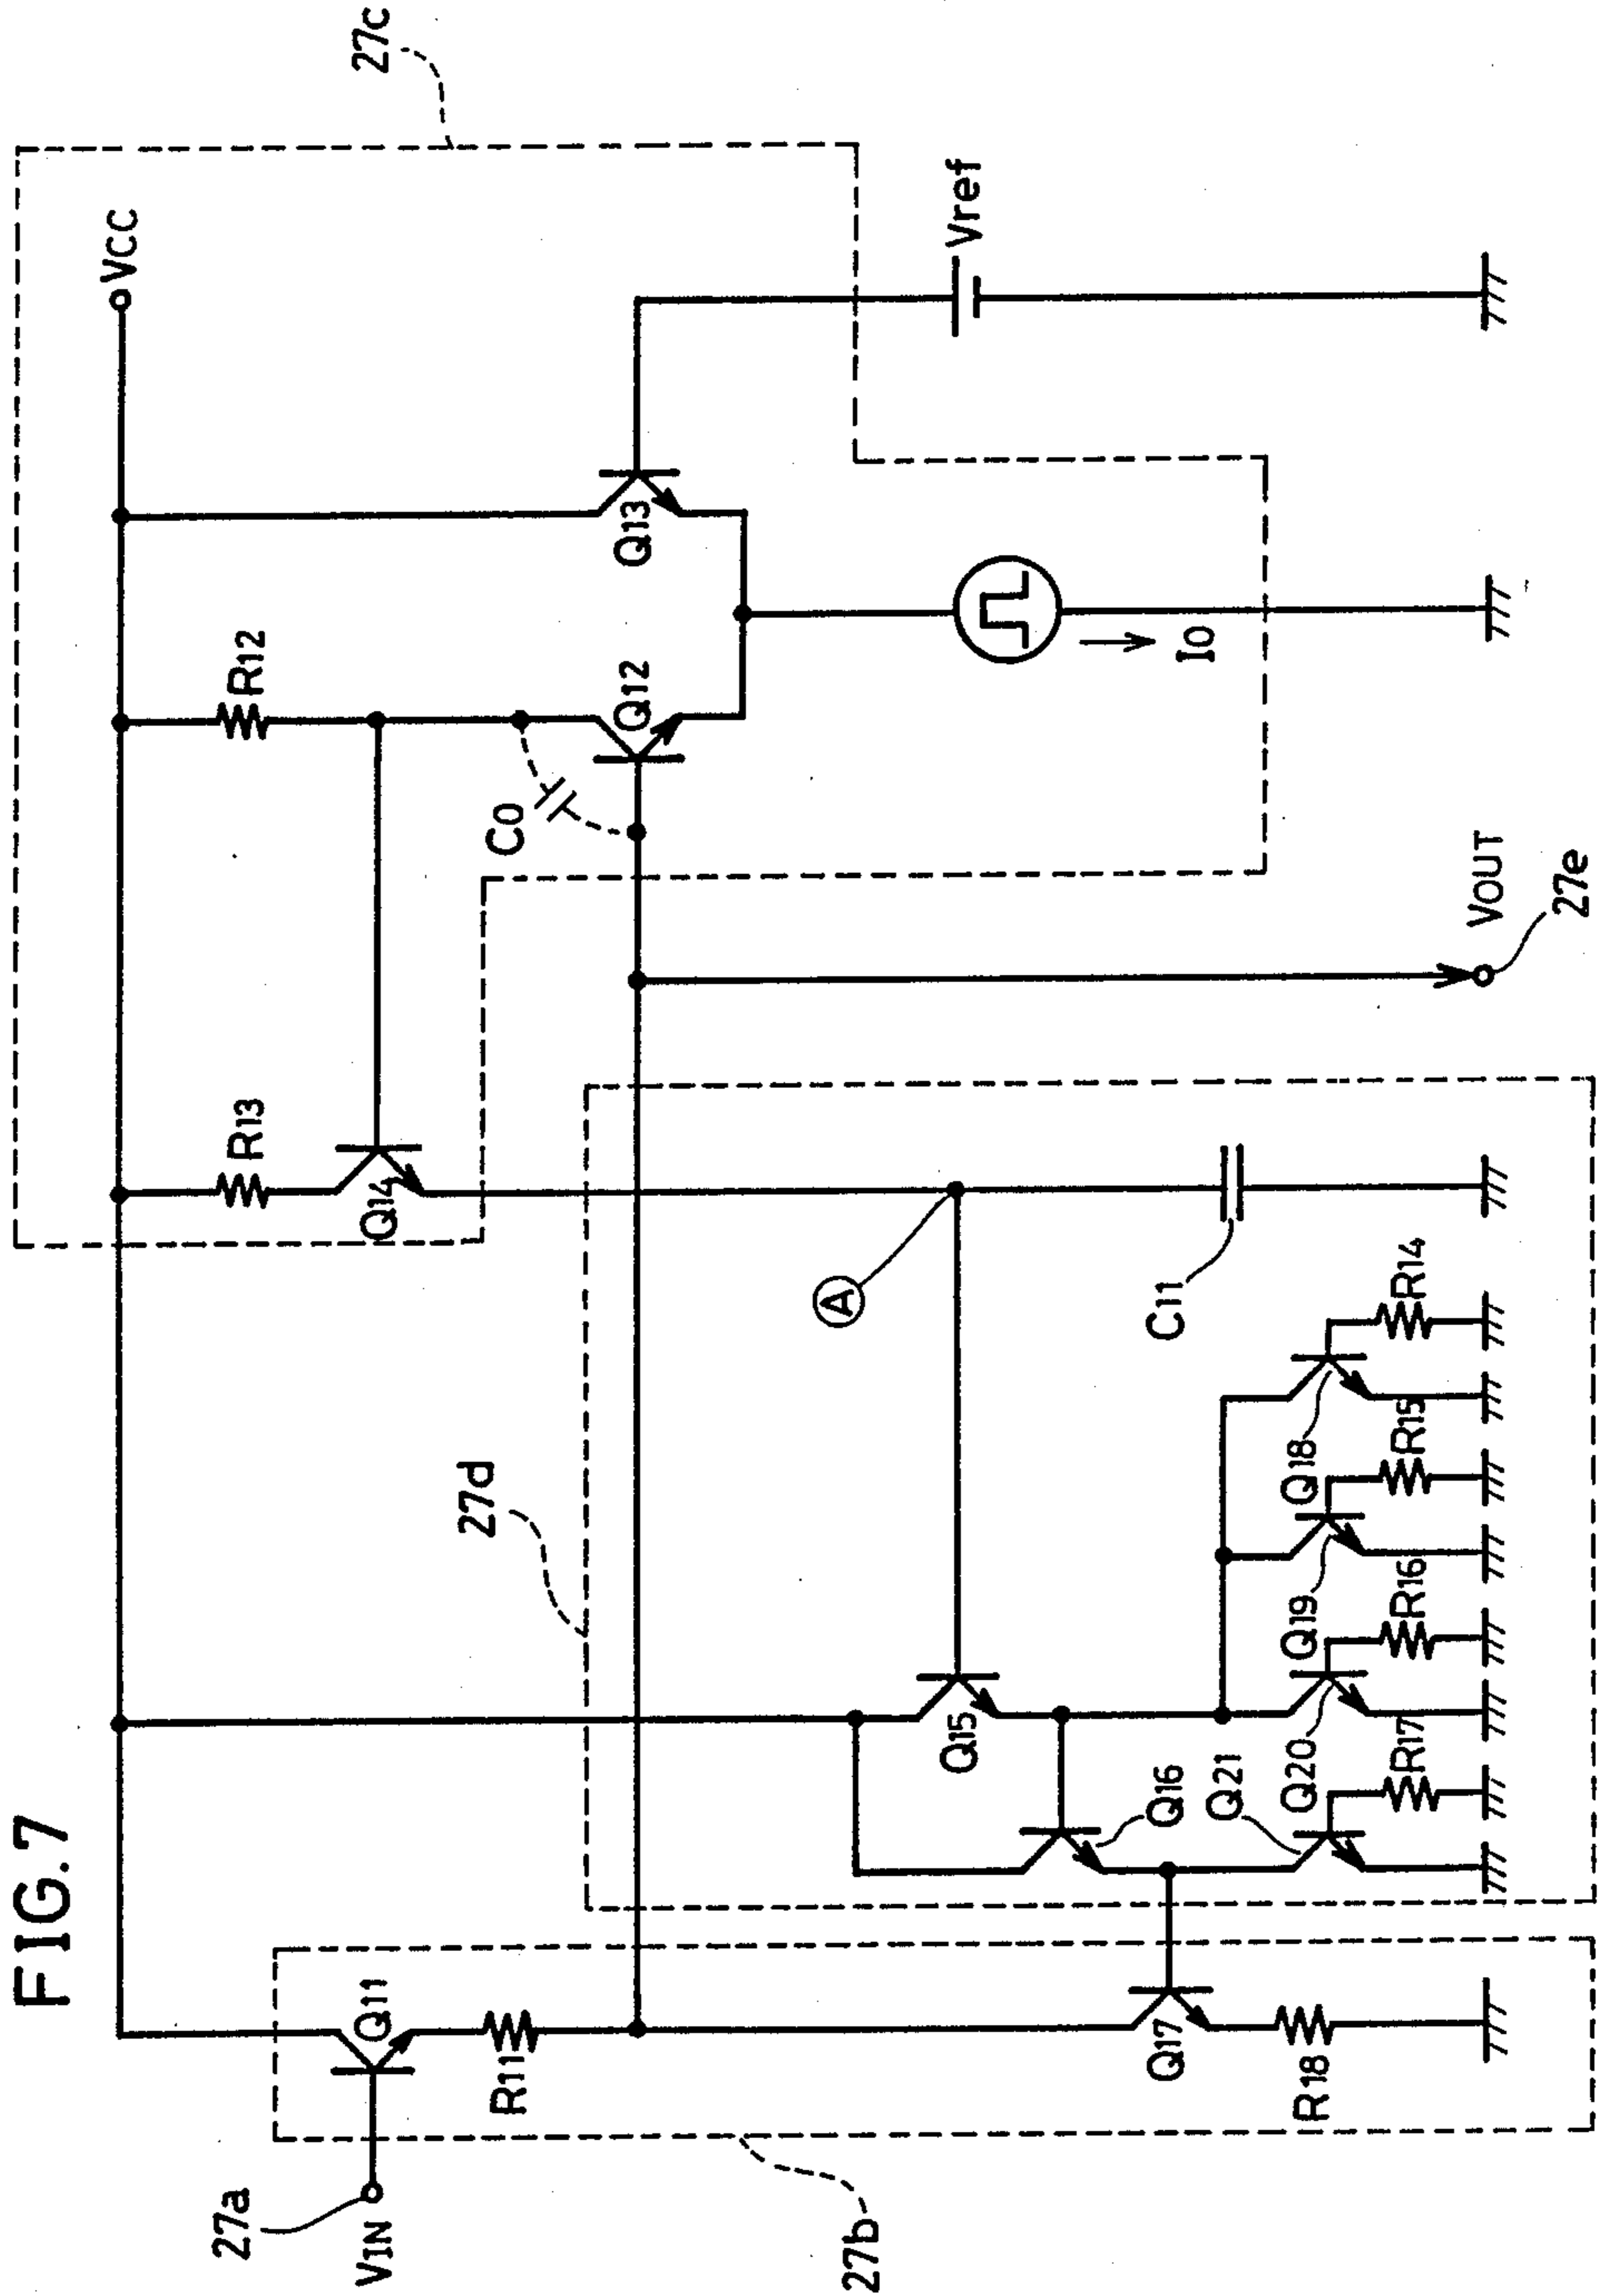 FIG.7
27c
VCC
R12
R13
Q14
Q12
Q13
C0
Vref
I0
VOUT
27e
27d
A
C11
Q15
Q16
Q21
Q20
Q19
Q18
R17
R16
R15
R14
27a
VIN
Q11
R11
Q17
R18
27b